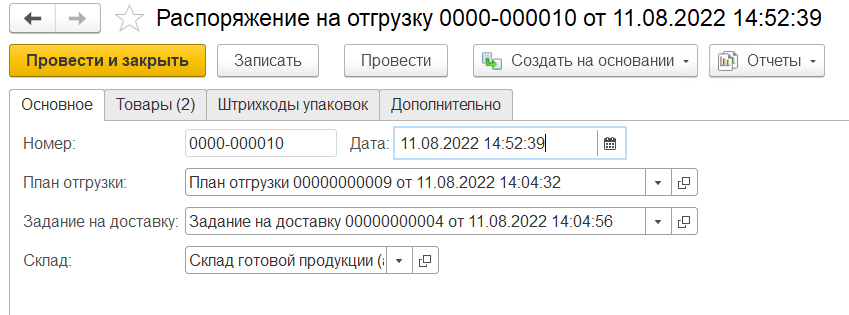 Распоряжение на отгрузку 0000-000010 от 11.08.2022 14:52:39
Провести и закрыть Записать Провести Создать на основании Отчеты
Основное Товары (2) Штрихкоды упаковок Дополнительно
Номер: 0000-000010 Дата: 11.08.2022 14:52:39
План отгрузки: План отгрузки 00000000009 от 11.08.2022 14:04:32
Задание на доставку: Задание на доставку 00000000004 от 11.08.2022 14:04:56
Склад: Склад готовой продукции (